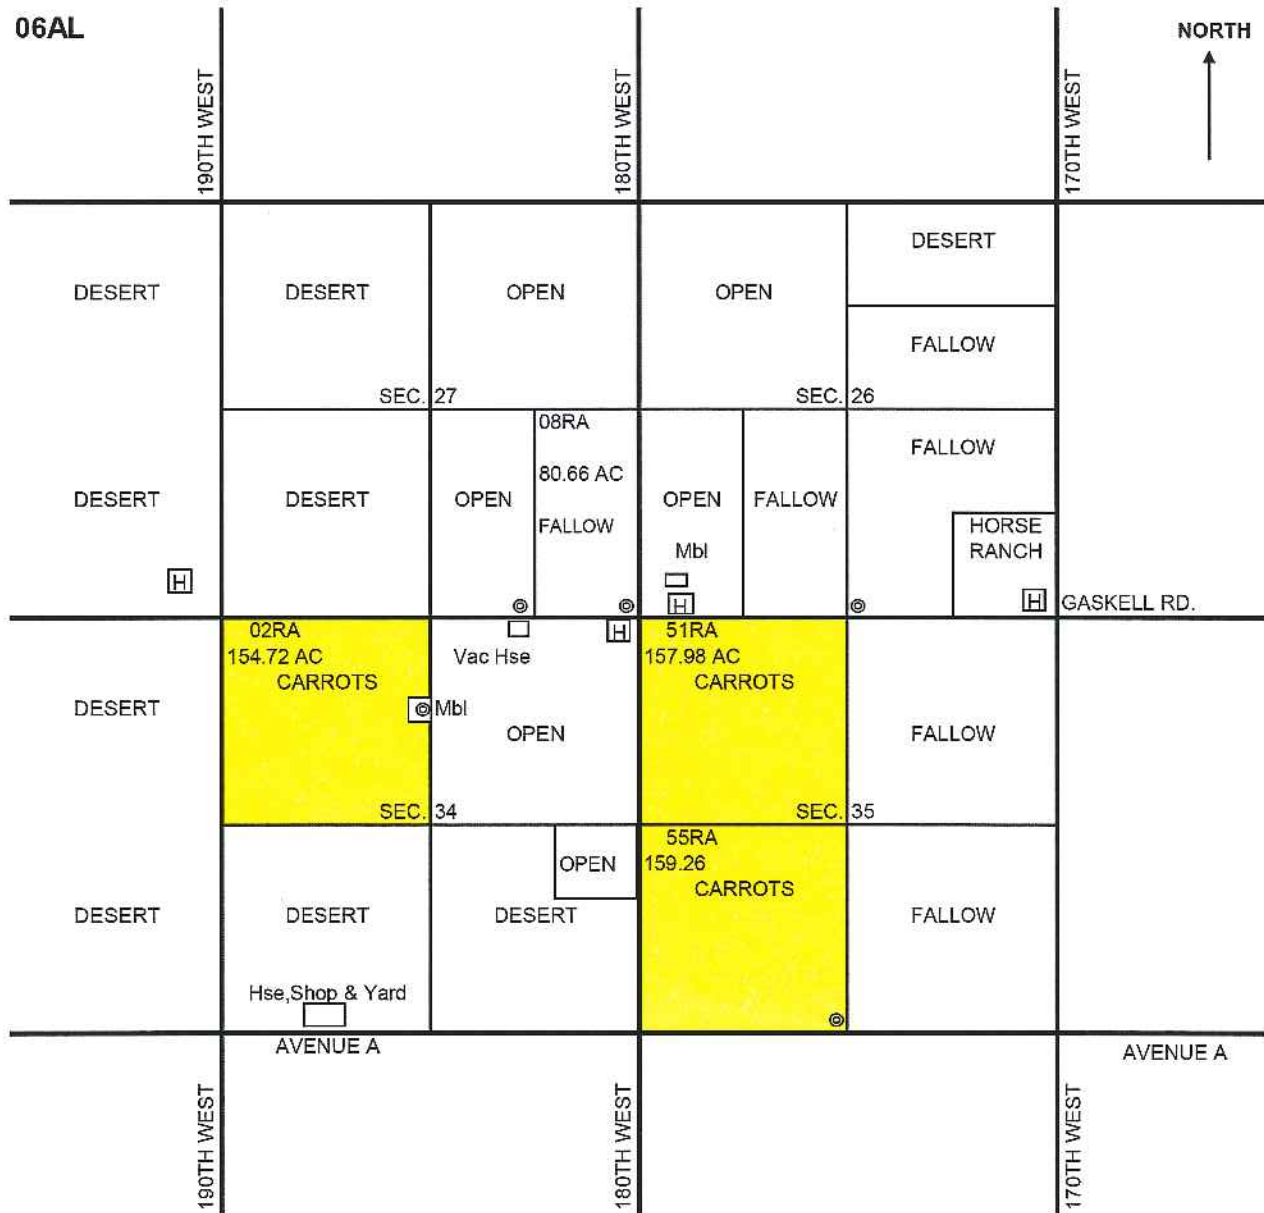 06AL
NORTH
190TH WEST
180TH WEST
170TH WEST
DESERT
DESERT
DESERT
OPEN
OPEN
FALLOW
SEC. 27
SEC. 26
08RA
FALLOW
80.66 AC
DESERT
DESERT
OPEN
OPEN
FALLOW
FALLOW
HORSE
RANCH
Mbl
H
H
H
GASKELL RD.
02RA
H
51RA
154.72 AC
Vac Hse
157.98 AC
CARROTS
CARROTS
DESERT
Mbl
OPEN
FALLOW
SEC. 34
SEC. 35
55RA
OPEN
159.26
CARROTS
DESERT
DESERT
DESERT
FALLOW
Hse,Shop & Yard
AVENUE A
AVENUE A
190TH WEST
180TH WEST
170TH WEST